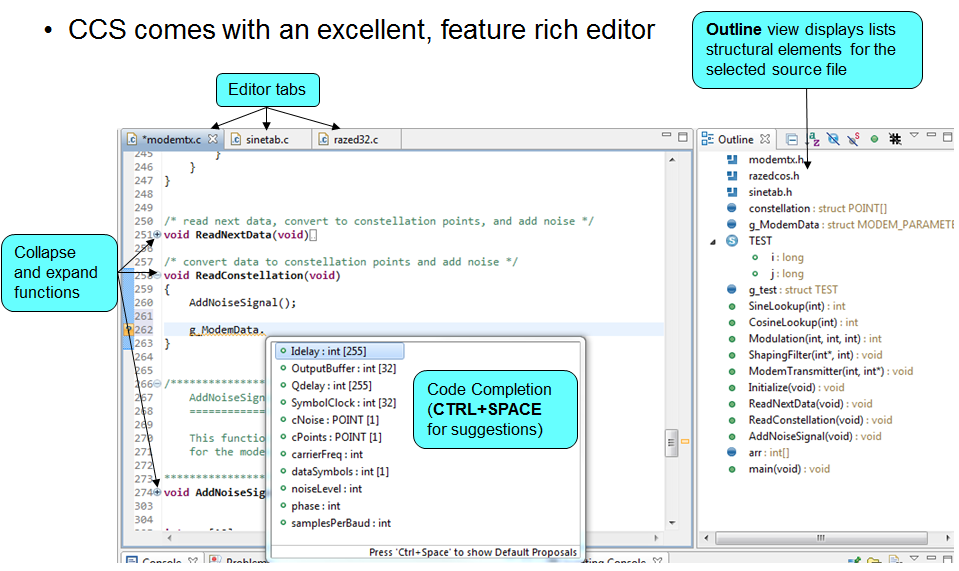 • CCS comes with an excellent, feature rich editor
Outline view displays lists
structural elements for the
selected source file
Editor tabs
*modemtx.c
sinetab.c
razed32.c
Outline
245 }
246 }
247 }
248
249
250 /* read next data, convert to constellation points, and add noise */
251 void ReadNextData(void)
256
257 /* convert data to constellation points and add noise */
258 void ReadConstellation(void)
259 {
260 AddNoiseSignal();
261
262 g_ModemData.
263 }
264
265
266 /*****************
267 AddNoiseSigna
268 =============
269
270 This functio
271 for the mode
272
273 *****************
274 void AddNoiseSig
303
304
Collapse
and expand
functions
Idelay : int [255]
OutputBuffer : int [32]
Qdelay : int [255]
SymbolClock : int [32]
cNoise : POINT [1]
cPoints : POINT [1]
carrierFreq : int
dataSymbols : int [1]
noiseLevel : int
phase : int
samplesPerBaud : int
Press 'Ctrl+Space' to show Default Proposals
Code Completion
(CTRL+SPACE
for suggestions)
modemtx.h
razedcos.h
sinetab.h
constellation : struct POINT[]
g_ModemData : struct MODEM_PARAMETE
TEST
i : long
j : long
g_test : struct TEST
SineLookup(int) : int
CosineLookup(int) : int
Modulation(int, int, int) : int
ShapingFilter(int*, int) : void
ModemTransmitter(int, int*) : void
Initialize(void) : void
ReadNextData(void) : void
ReadConstellation(void) : void
AddNoiseSignal(void) : void
arr : int[]
main(void) : void
Console
Problem
ting Console